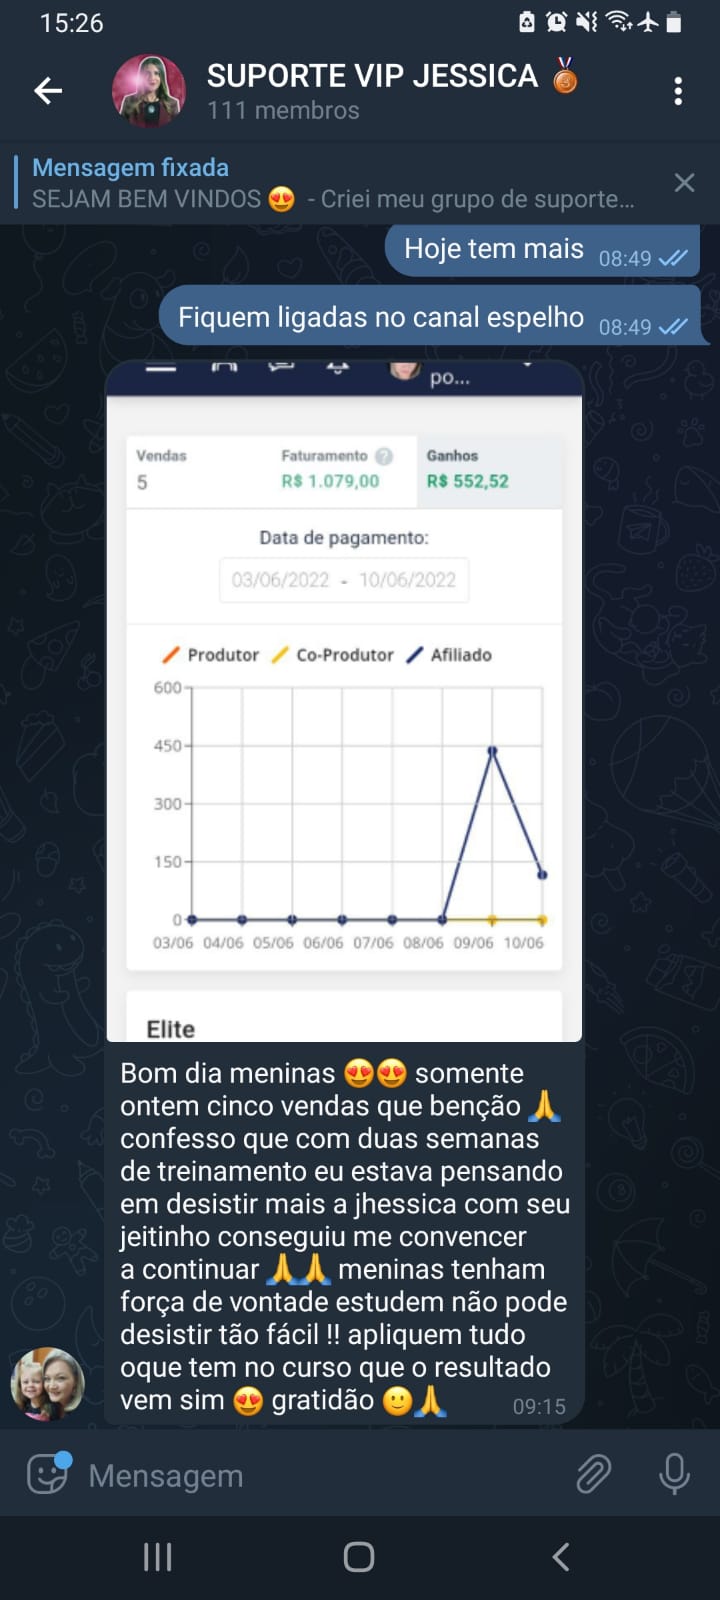 15:26
SUPORTE VIP JESSICA 🥉
111 membros
Mensagem fixada
SEJAM BEM VINDOS 😍 - Criei meu grupo de suporte...
Hoje tem mais 08:49
Fiquem ligadas no canal espelho 08:49
po...
Vendas Faturamento ? Ganhos
5 R$ 1.079,00 R$ 552,52
Data de pagamento:
03/06/2022 - 10/06/2022
Produtor Co-Produtor Afiliado
600
450
300
150
0
03/06 04/06 05/06 06/06 07/06 08/06 09/06 10/06
Elite
Bom dia meninas 😍😍 somente
ontem cinco vendas que benção 🙏
confesso que com duas semanas
de treinamento eu estava pensando
em desistir mais a jhessica com seu
jeitinho conseguiu me convencer
a continuar 🙏🙏 meninas tenham
força de vontade estudem não pode
desistir tão fácil !! apliquem tudo
oque tem no curso que o resultado
vem sim 😍 gratidão 🙂🙏 09:15
Mensagem